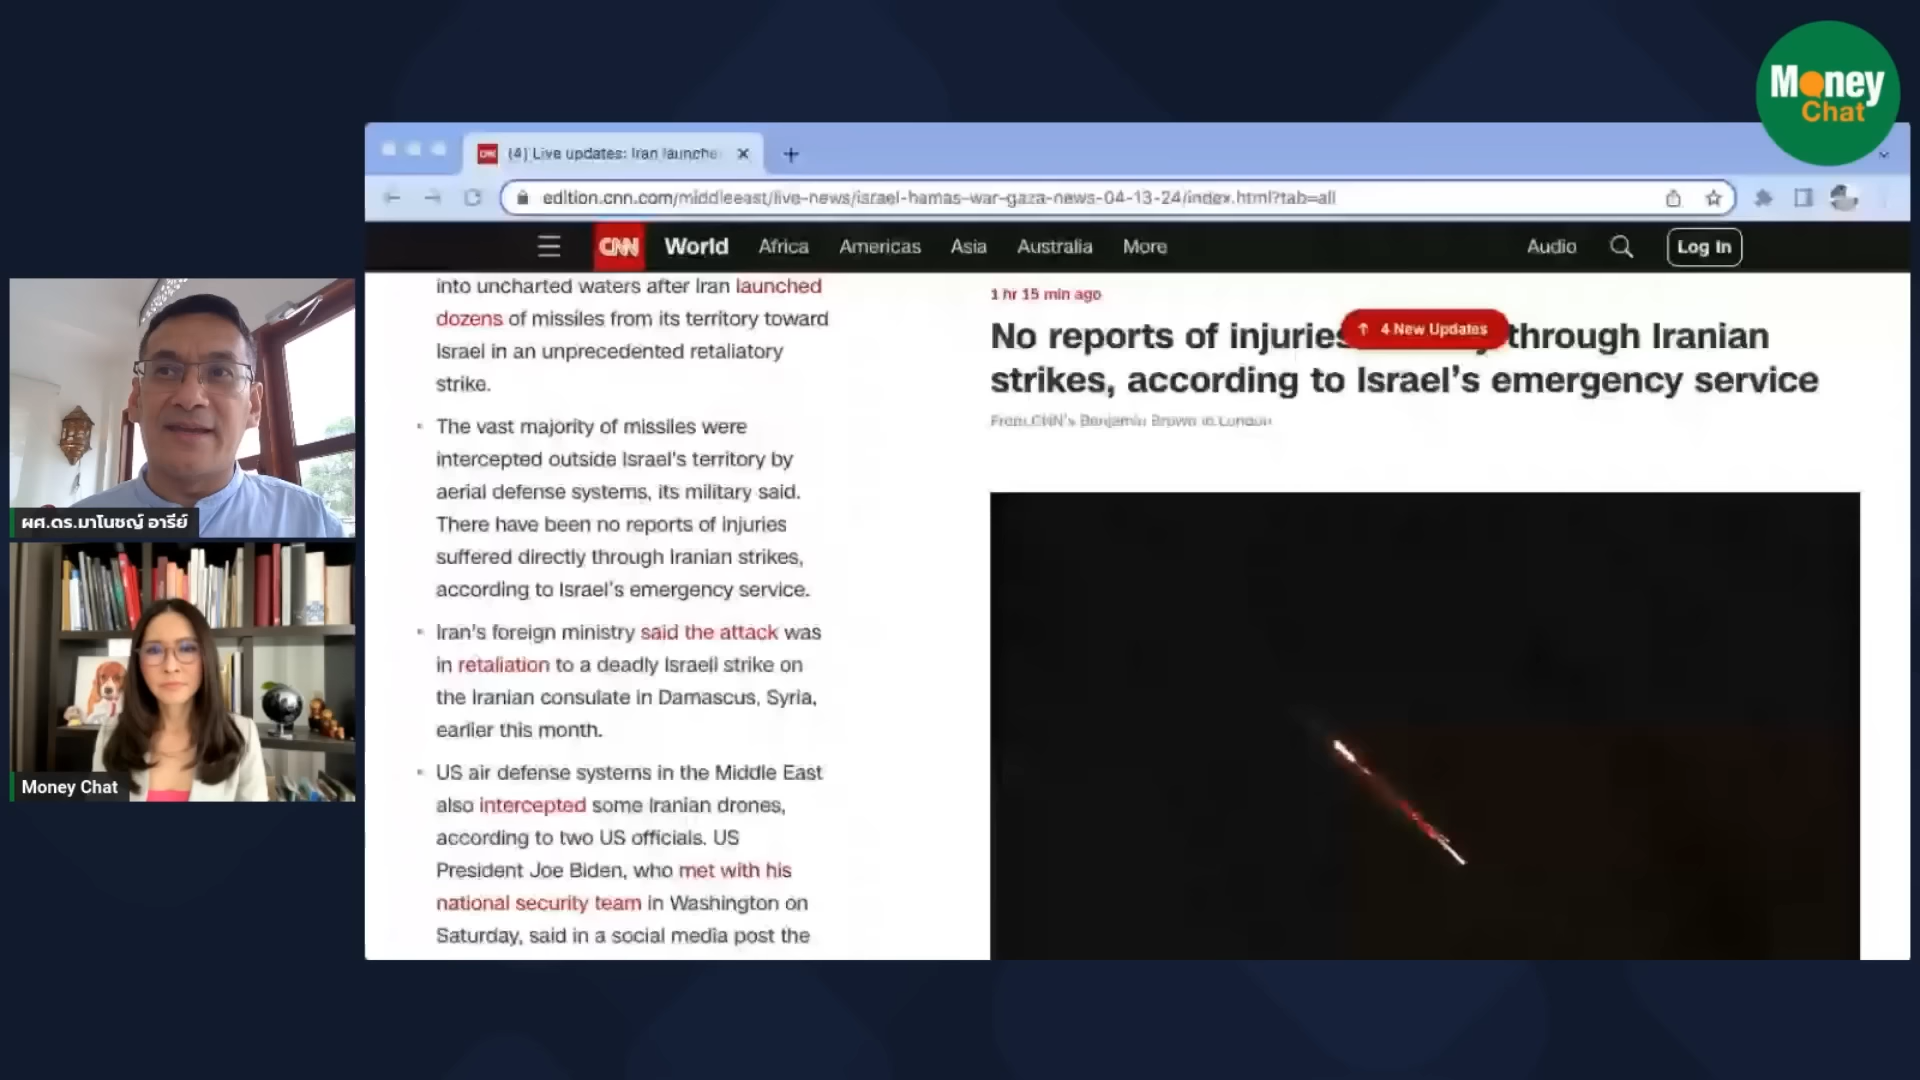 Money
Chat
(4) Live updates: Iran launche
edition.cnn.com/middleeast/live-news/israel-hamas-war-gaza-news-04-13-24/index.html?tab=all
CNN World Africa Americas Asia Australia More Audio Log In
into uncharted waters after Iran launched
dozens of missiles from its territory toward
Israel in an unprecedented retaliatory
strike.
The vast majority of missiles were
intercepted outside Israel's territory by
aerial defense systems, its military said.
There have been no reports of injuries
suffered directly through Iranian strikes,
according to Israel's emergency service.
Iran's foreign ministry said the attack was
in retaliation to a deadly Israeli strike on
the Iranian consulate in Damascus, Syria,
earlier this month.
US air defense systems in the Middle East
also intercepted some Iranian drones,
according to two US officials. US
President Joe Biden, who met with his
national security team in Washington on
Saturday, said in a social media post the
1 hr 15 min ago
No reports of injuries through Iranian
4 New Updates
strikes, according to Israel's emergency service
From CNN's Benjamin Brown in London
ผศ.ดร.มาโนชญ์ อารีย์
Money Chat